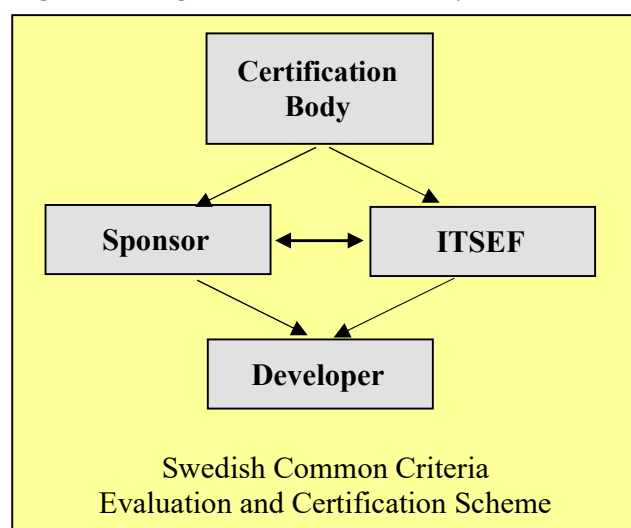 Certification
Body
Sponsor
ITSEF
Developer
Swedish Common Criteria
Evaluation and Certification Scheme